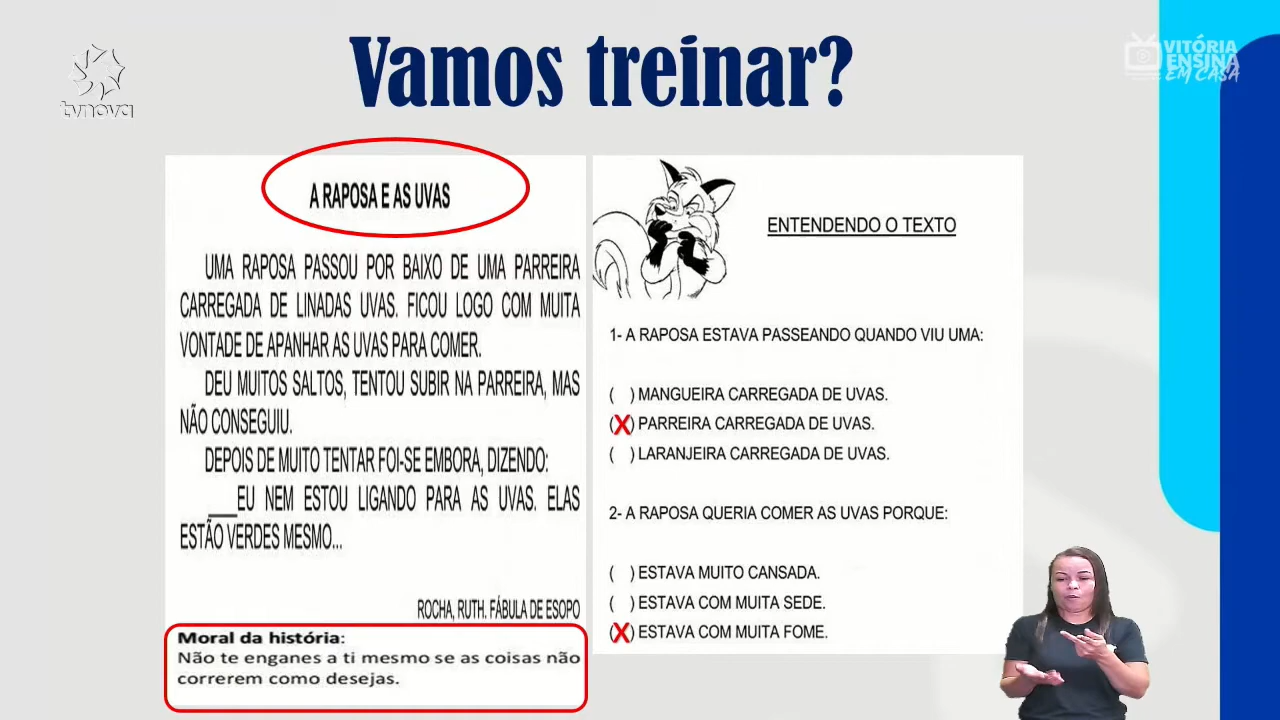 Vamos treinar?
tvnova
VITÓRIA
ENSINA
EM CASA
A RAPOSA E AS UVAS
UMA RAPOSA PASSOU POR BAIXO DE UMA PARREIRA
CARREGADA DE LINADAS UVAS. FICOU LOGO COM MUITA
VONTADE DE APANHAR AS UVAS PARA COMER.
DEU MUITOS SALTOS, TENTOU SUBIR NA PARREIRA, MAS
NÃO CONSEGUIU.
DEPOIS DE MUITO TENTAR FOI-SE EMBORA, DIZENDO:
___EU NEM ESTOU LIGANDO PARA AS UVAS. ELAS
ESTÃO VERDES MESMO...
ROCHA, RUTH. FÁBULA DE ESOPO
Moral da história:
Não te enganes a ti mesmo se as coisas não
correrem como desejas.
ENTENDENDO O TEXTO
1- A RAPOSA ESTAVA PASSEANDO QUANDO VIU UMA:
( ) MANGUEIRA CARREGADA DE UVAS.
(X) PARREIRA CARREGADA DE UVAS.
( ) LARANJEIRA CARREGADA DE UVAS.
2- A RAPOSA QUERIA COMER AS UVAS PORQUE:
( ) ESTAVA MUITO CANSADA.
( ) ESTAVA COM MUITA SEDE.
(X) ESTAVA COM MUITA FOME.